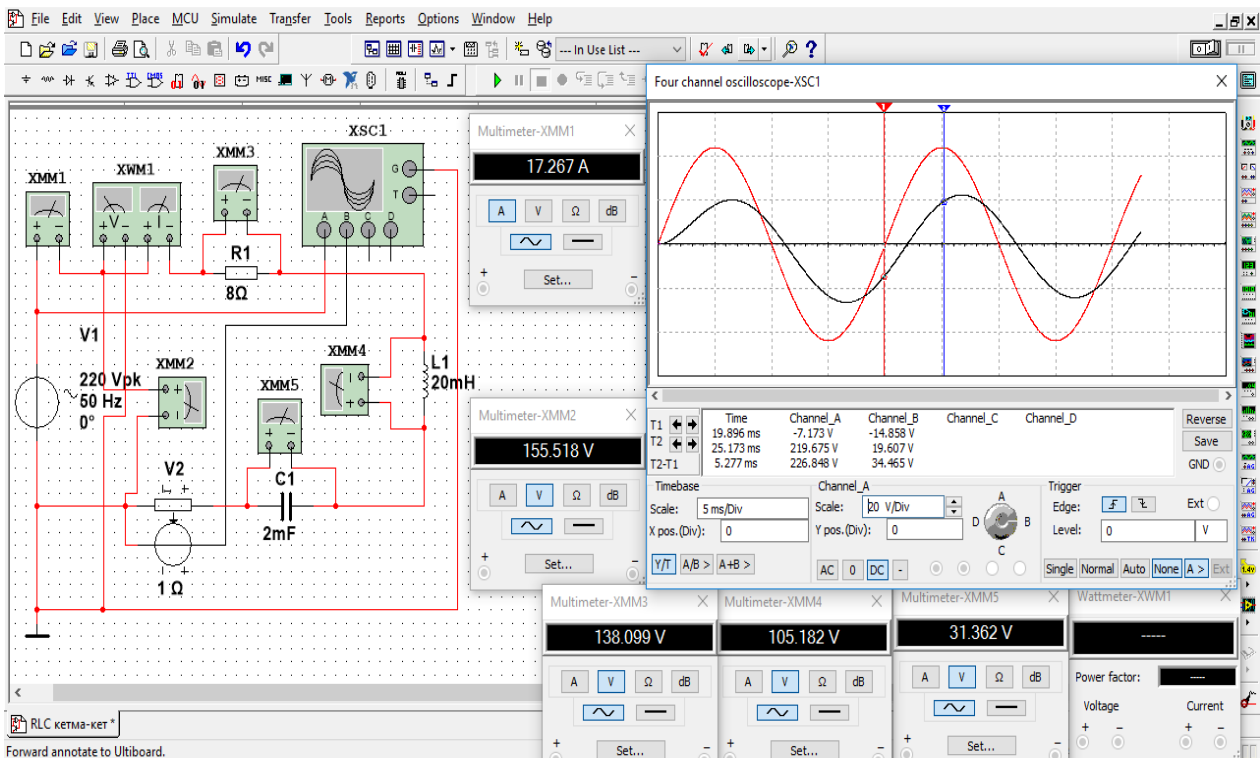 File Edit View Place MCU Simulate Transfer Tools Reports Options Window Help
--- In Use List ---
Four channel oscilloscope-XSC1
XSC1
G
T
A B C D
XMM3
XMM1
XWM1
V I
R1
8Ω
V1
220 Vpk
50 Hz
0°
XMM2
XMM4
XMM5
L1
20mH
V2
C1
2mF
1 Ω
Multimeter-XMM1
17.267 A
A V Ω dB
Set...
Multimeter-XMM2
155.518 V
A V Ω dB
Set...
Time Channel_A Channel_B Channel_C Channel_D
T1 19.896 ms -7.173 V -14.858 V
T2 25.173 ms 219.675 V 19.607 V
T2-T1 5.277 ms 226.848 V 34.465 V
Reverse
Save
GND
Timebase
Scale: 5 ms/Div
X pos.(Div): 0
Y/T A/B > A+B >
Channel_A
Scale: 20 V/Div
Y pos.(Div): 0
AC 0 DC -
A
B
C
D
Trigger
Edge: Ext
Level: 0 V
Single Normal Auto None A > Ext
Multimeter-XMM3
138.099 V
A V Ω dB
Set...
Multimeter-XMM4
105.182 V
A V Ω dB
Set...
Multimeter-XMM5
31.362 V
A V Ω dB
Set...
Wattmeter-XWM1
-----
Power factor: -----
Voltage Current
RLC кетма-кет *
Forward annotate to Ultiboard.